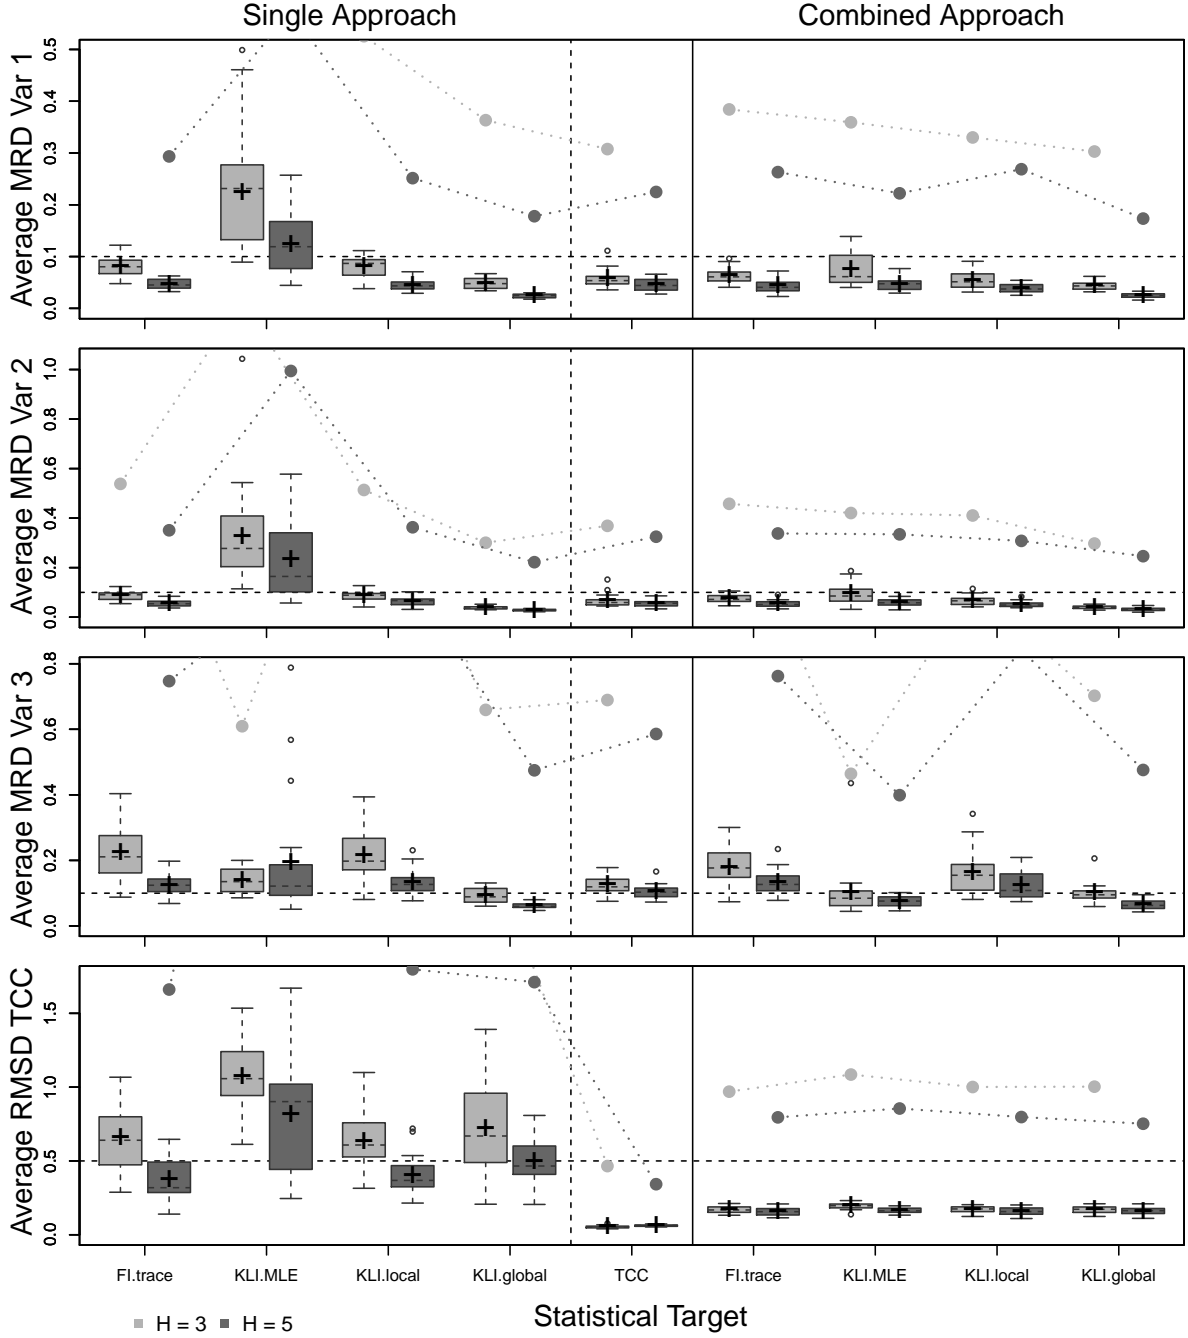 Single Approach Combined Approach
Average MRD Var 1
0.5
0.4
0.3
0.2
0.1
0.0
Average MRD Var 2
1.0
0.8
0.6
0.4
0.2
0.0
Average MRD Var 3
0.8
0.6
0.4
0.2
0.1
0.0
Average RMSD TCC
1.5
1.0
0.5
0.0
FI.trace KLI.MLE KLI.local KLI.global TCC FI.trace KLI.MLE KLI.local KLI.global
Statistical Target
H = 3 H = 5